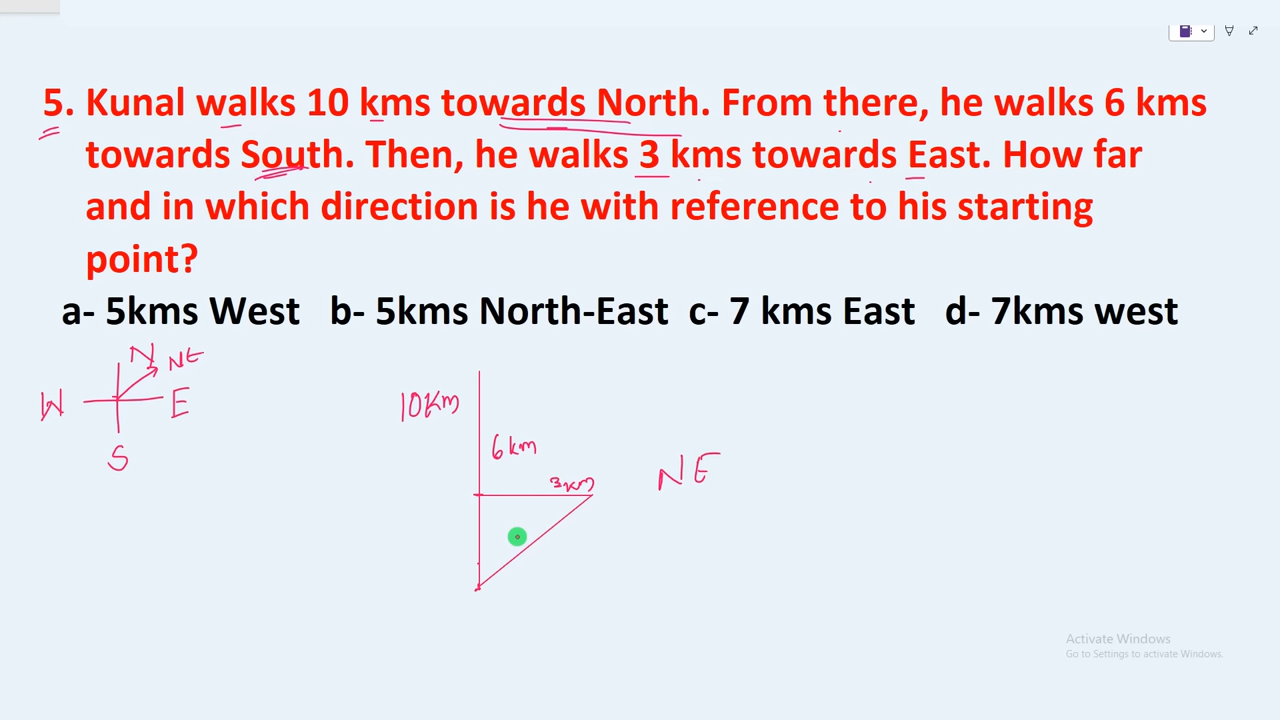 5. Kunal walks 10 kms towards North. From there, he walks 6 kms
towards South. Then, he walks 3 kms towards East. How far
and in which direction is he with reference to his starting
point?
a- 5kms West b- 5kms North-East c- 7 kms East d- 7kms west
N NE
W E
S
10Km
6km
3km
NE
Activate Windows
Go to Settings to activate Windows.